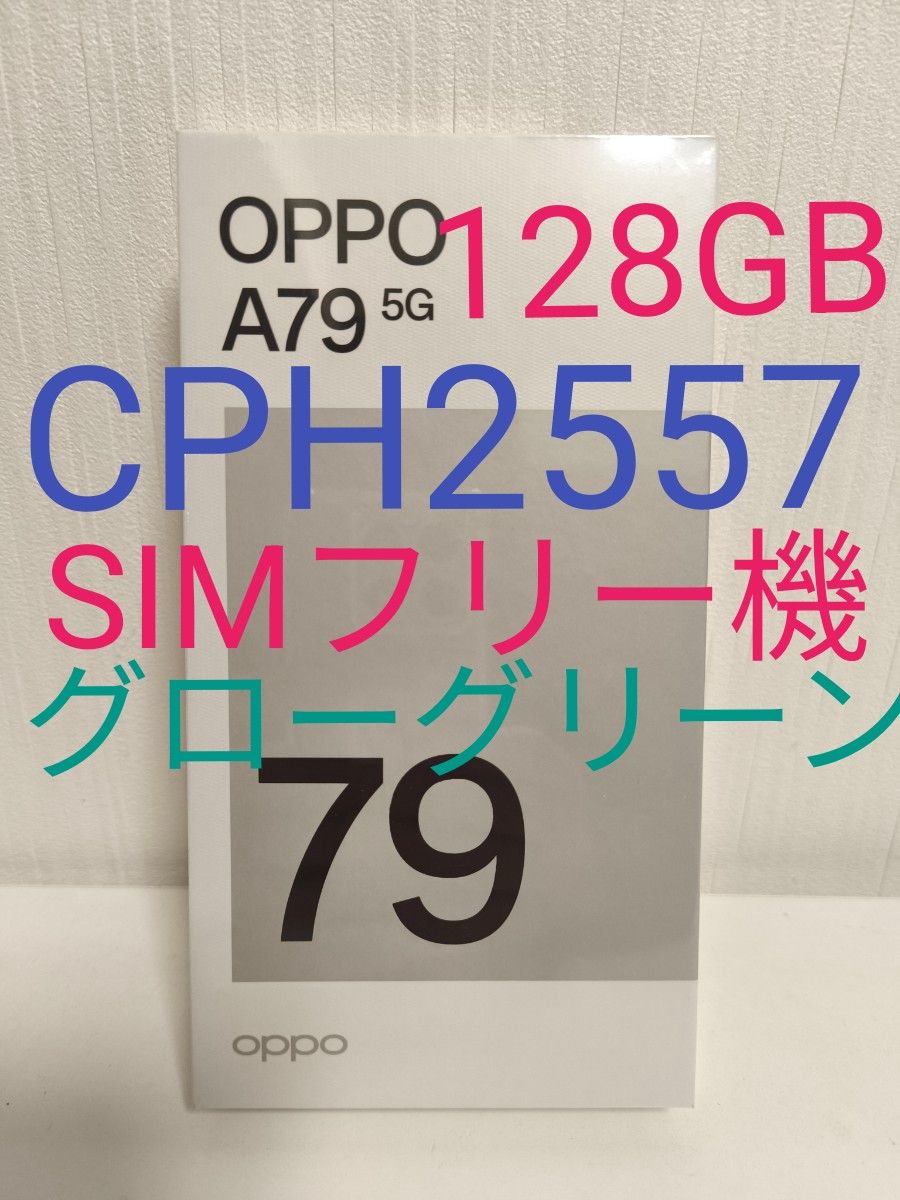 OPPO
128GB
A79 5G
CPH2557
SIMフリー機
グローグリーン
79
oppo